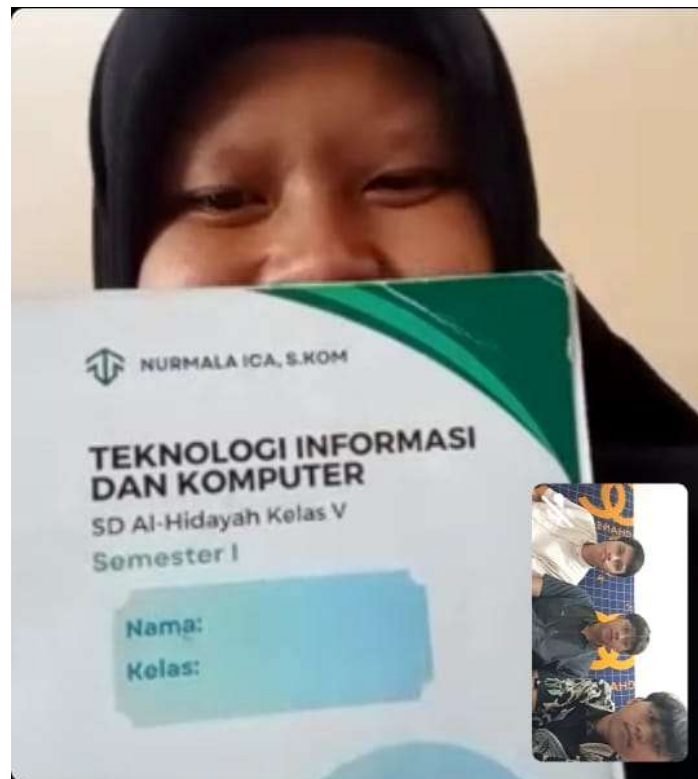 NURMALA ICA, S.KOM
TEKNOLOGI INFORMASI
DAN KOMPUTER
SD Al-Hidayah Kelas V
Semester I
Nama:
Kelas: